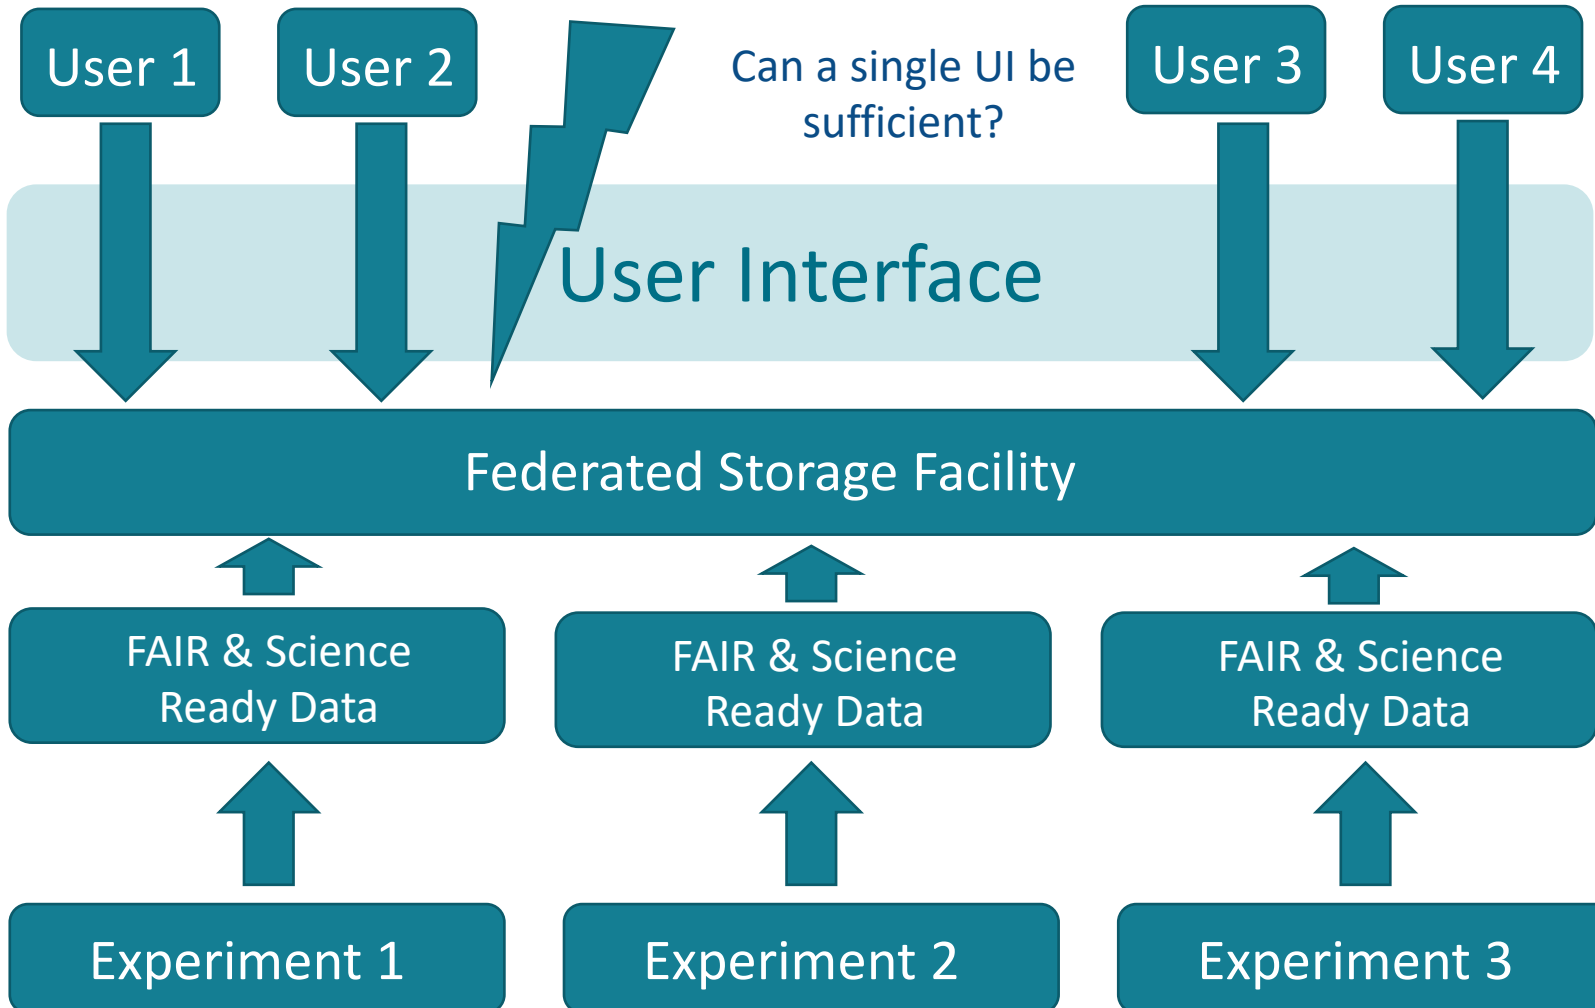 User 1
User 2
Can a single UI be
sufficient?
User 3
User 4
User Interface
Federated Storage Facility
FAIR & Science
Ready Data
FAIR & Science
Ready Data
FAIR & Science
Ready Data
Experiment 1
Experiment 2
Experiment 3